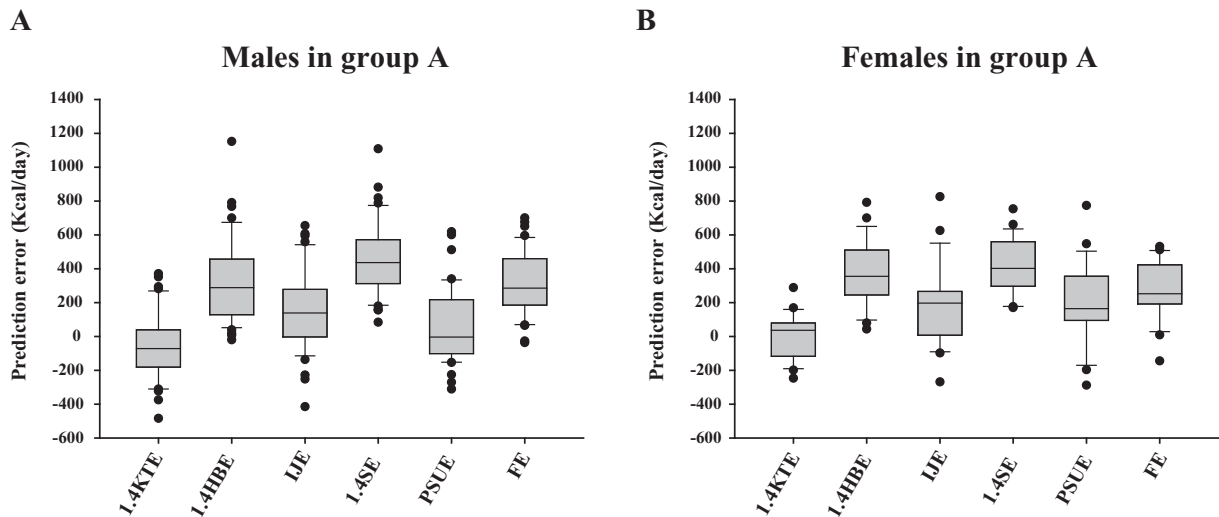 A
Males in group A
Prediction error (Kcal/day)
1400
1200
1000
800
600
400
200
0
-200
-400
-600
1.4KTE
1.4HBE
IJE
1.4SE
PSUE
FE
B
Females in group A
Prediction error (Kcal/day)
1400
1200
1000
800
600
400
200
0
-200
-400
-600
1.4KTE
1.4HBE
IJE
1.4SE
PSUE
FE